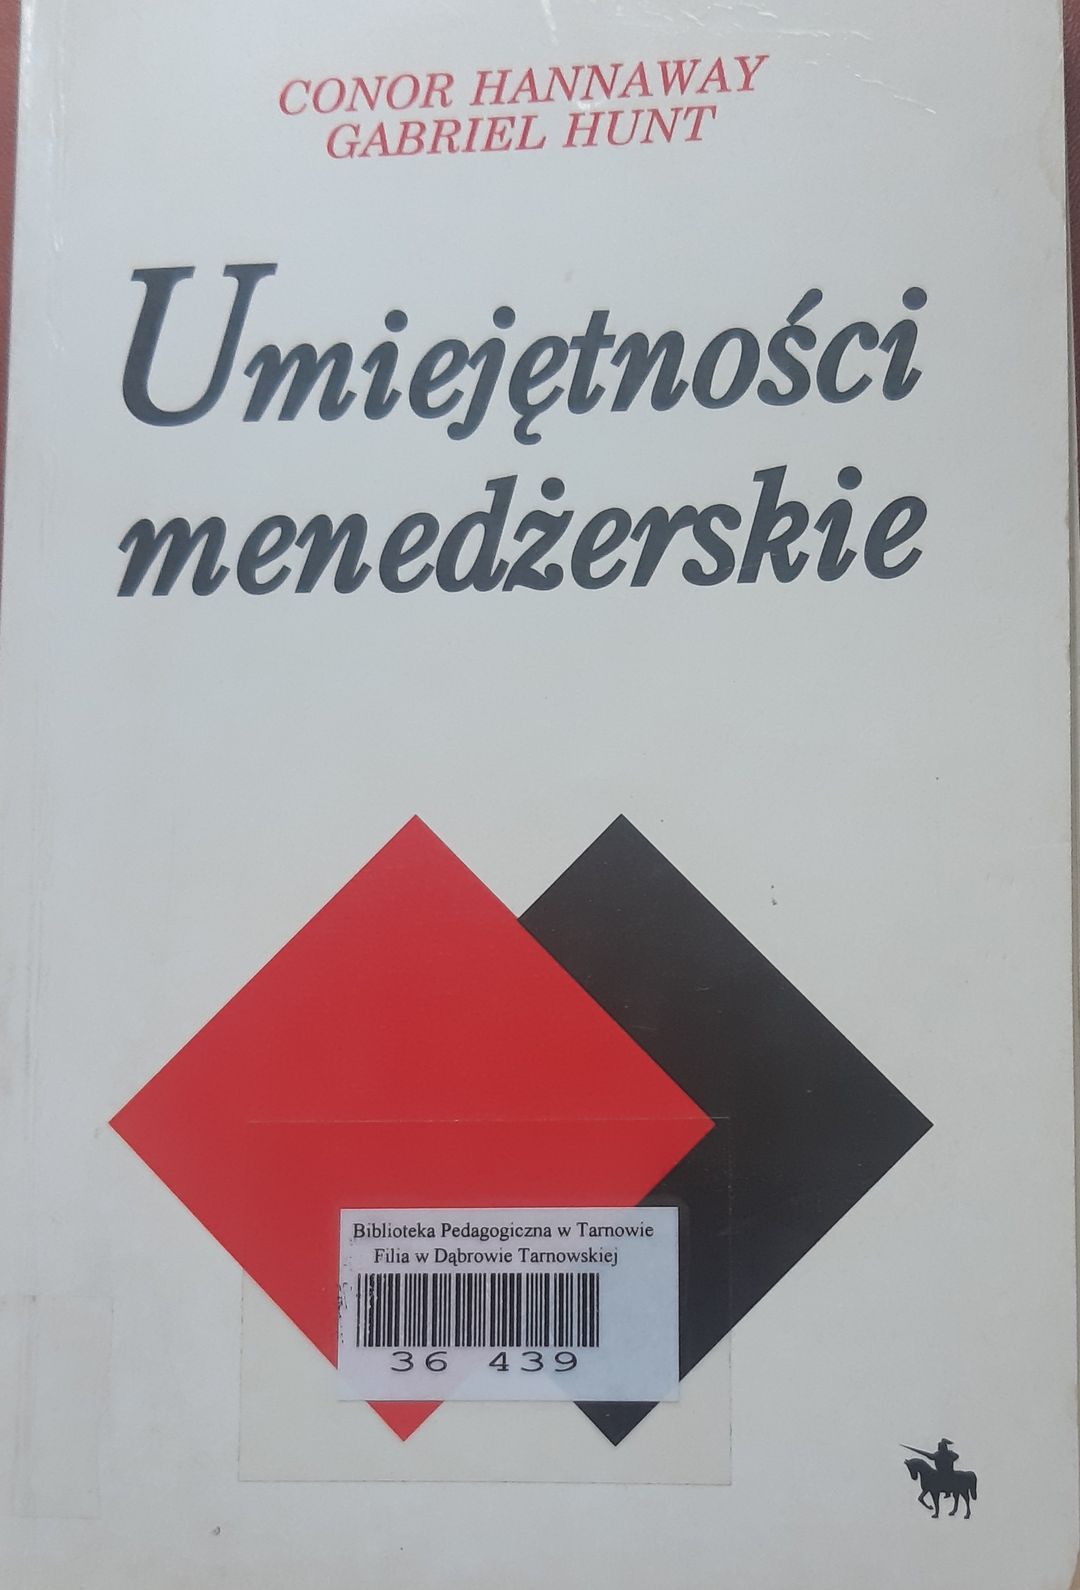 CONOR HANNAWAY
GABRIEL HUNT
Umiejętności
menedżerskie
Biblioteka Pedagogiczna w Tarnowie
Filia w Dąbrowie Tarnowskiej
36 439